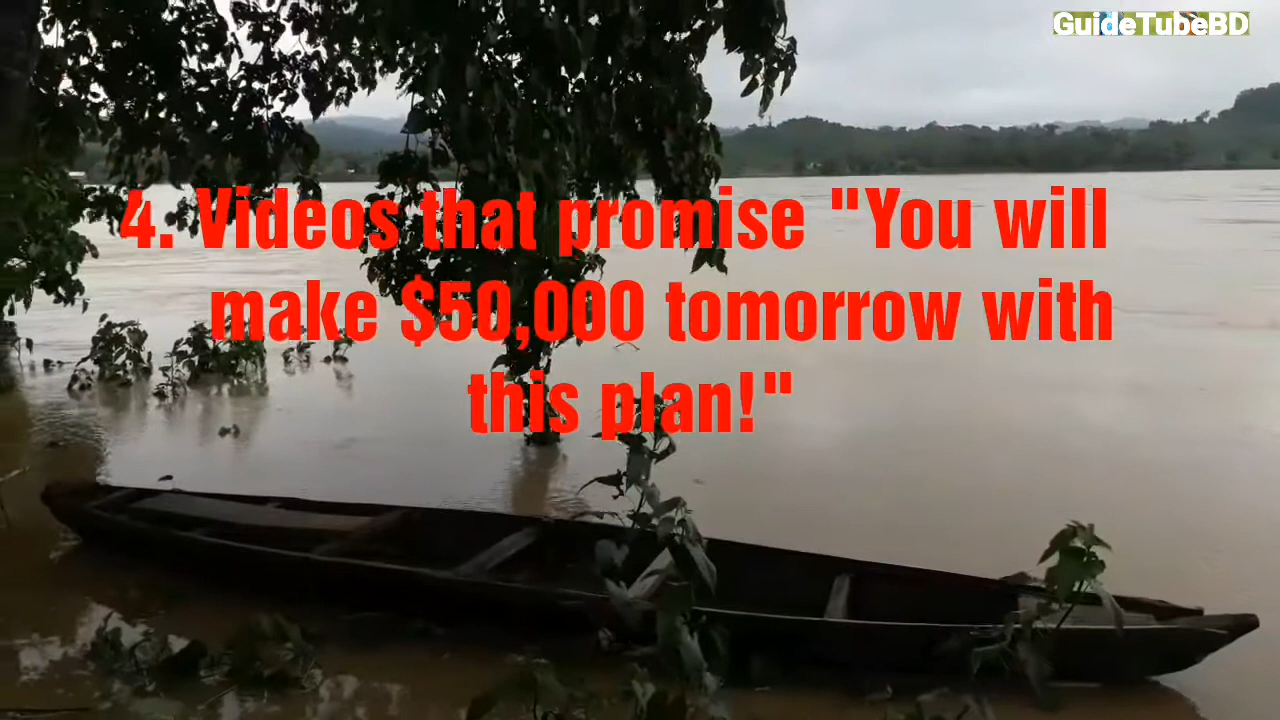 GuideTubeBD
4. Videos that promise "You will
make $50,000 tomorrow with
this plan!"